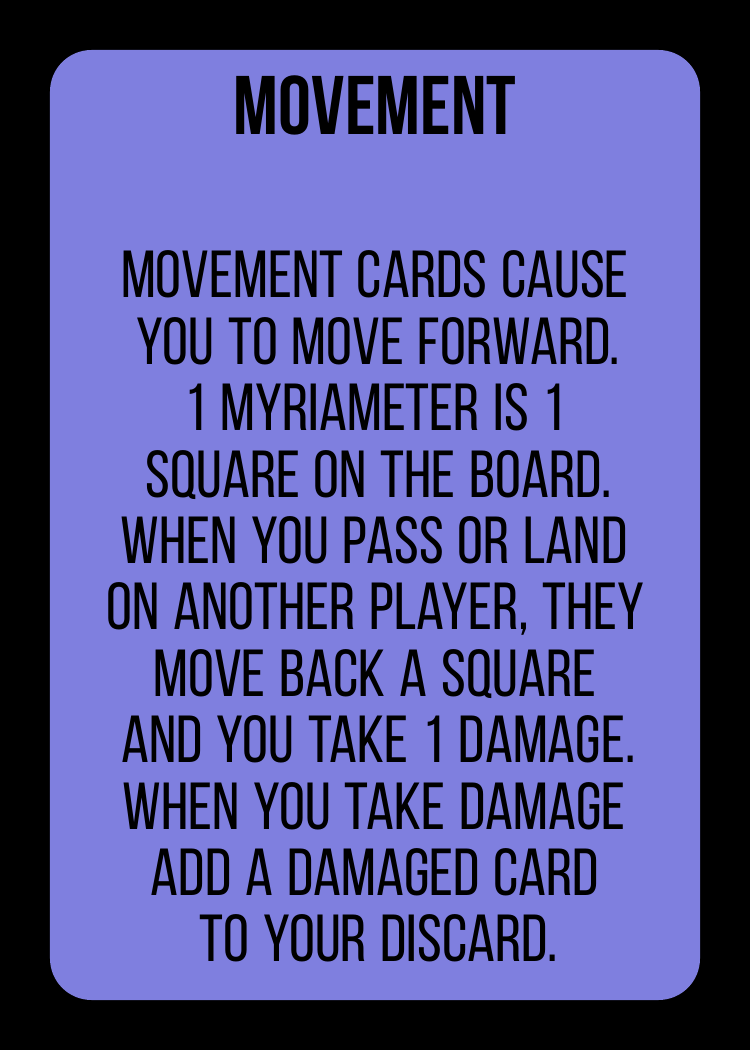 MOVEMENT
MOVEMENT CARDS CAUSE
YOU TO MOVE FORWARD.
1 MYRIAMETER IS 1
SQUARE ON THE BOARD.
WHEN YOU PASS OR LAND
ON ANOTHER PLAYER, THEY
MOVE BACK A SQUARE
AND YOU TAKE 1 DAMAGE.
WHEN YOU TAKE DAMAGE
ADD A DAMAGED CARD
TO YOUR DISCARD.